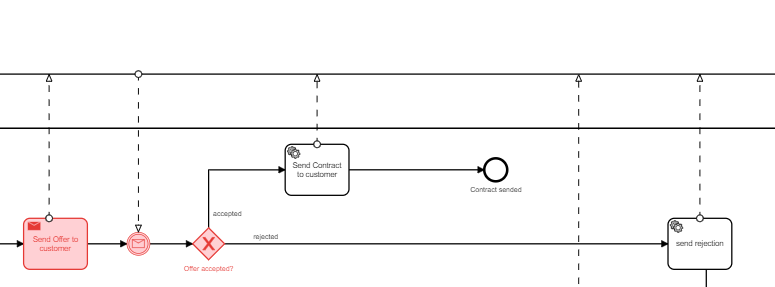 Send Contract
to customer
Contract sended
accepted
rejected
Send Offer to
customer
Offer accepted?
send rejection